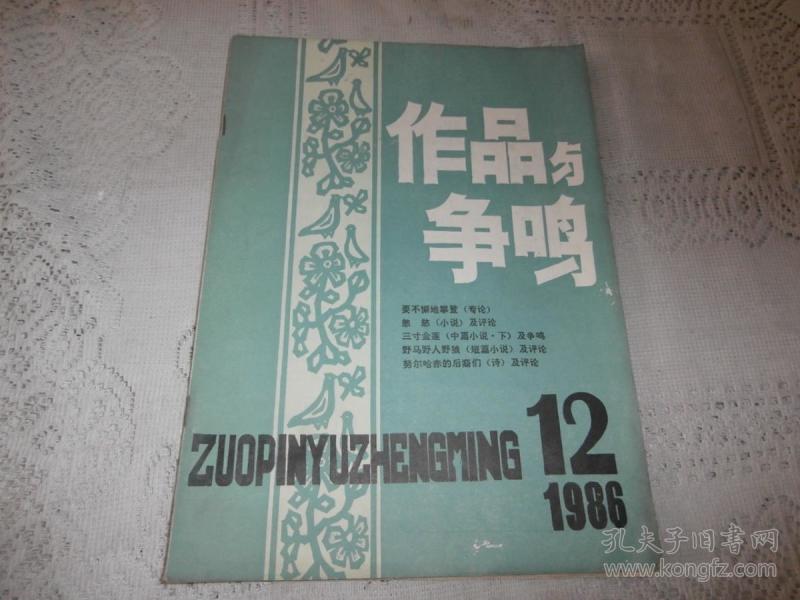 作品与
争鸣
要不懈地攀登（专论）
憨憨（小说）及评论
三寸金莲（中篇小说·下）及争鸣
野马野人野狼（短篇小说）及评论
努尔哈赤的后裔们（诗）及评论
ZUOPINYUZHENGMING
12
1986
孔夫子旧书网
www.kongfz.com